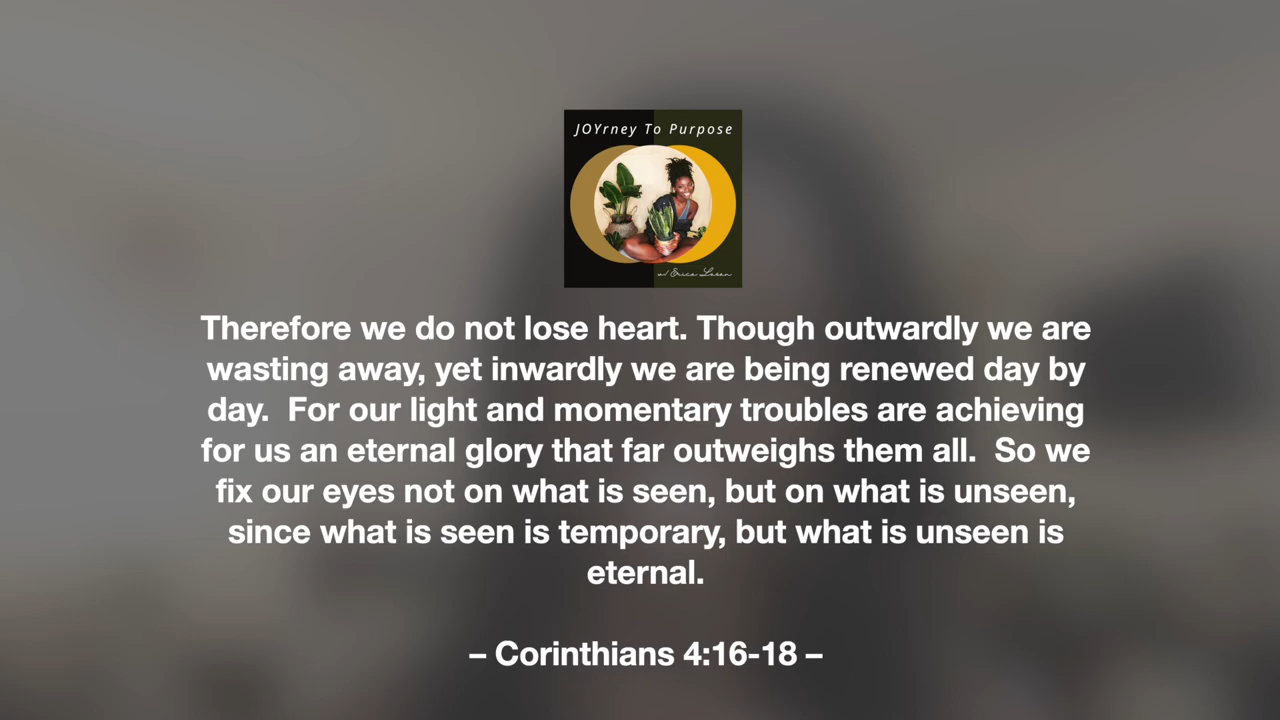 JOYrney To Purpose
w/ Erica Loran
Therefore we do not lose heart. Though outwardly we are
wasting away, yet inwardly we are being renewed day by
day.  For our light and momentary troubles are achieving
for us an eternal glory that far outweighs them all.  So we
fix our eyes not on what is seen, but on what is unseen,
since what is seen is temporary, but what is unseen is
eternal.
– Corinthians 4:16-18 –